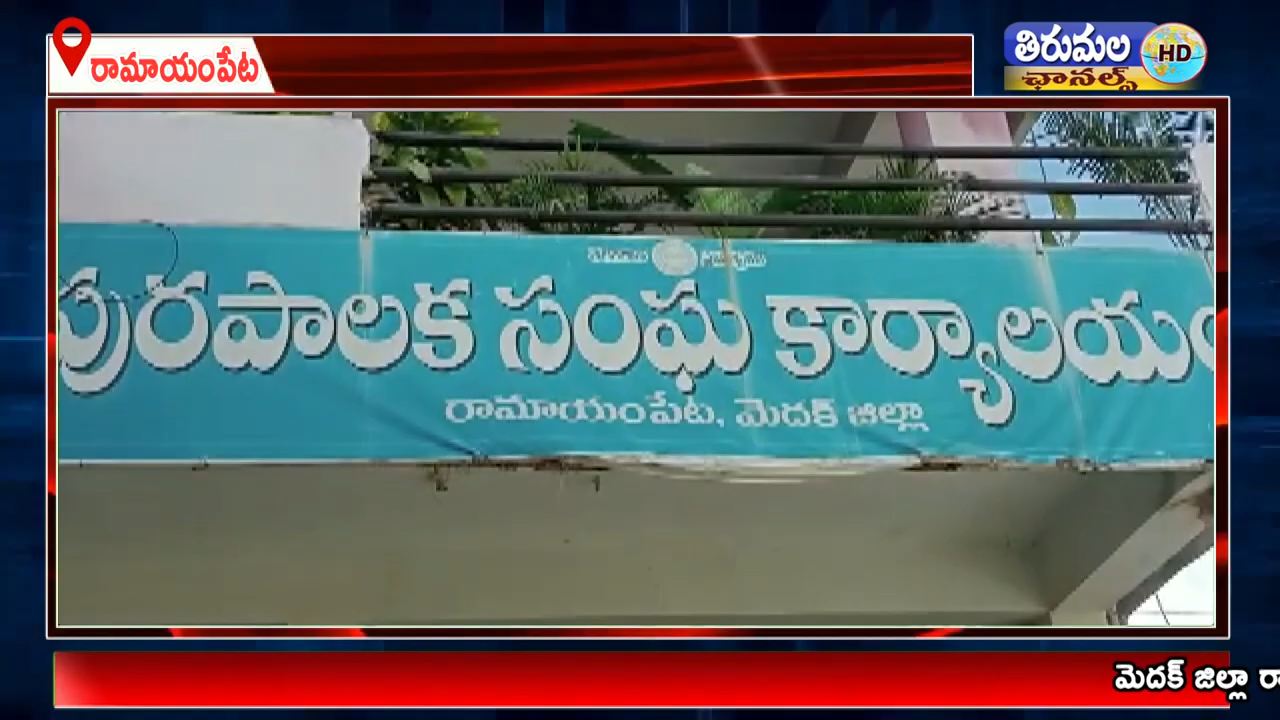 రామాయంపేట
తిరుమల
HD
ఛానల్స్
పురపాలక సంఘ కార్యాలయం
రామాయంపేట, మెదక్ జిల్లా
మెదక్ జిల్లా